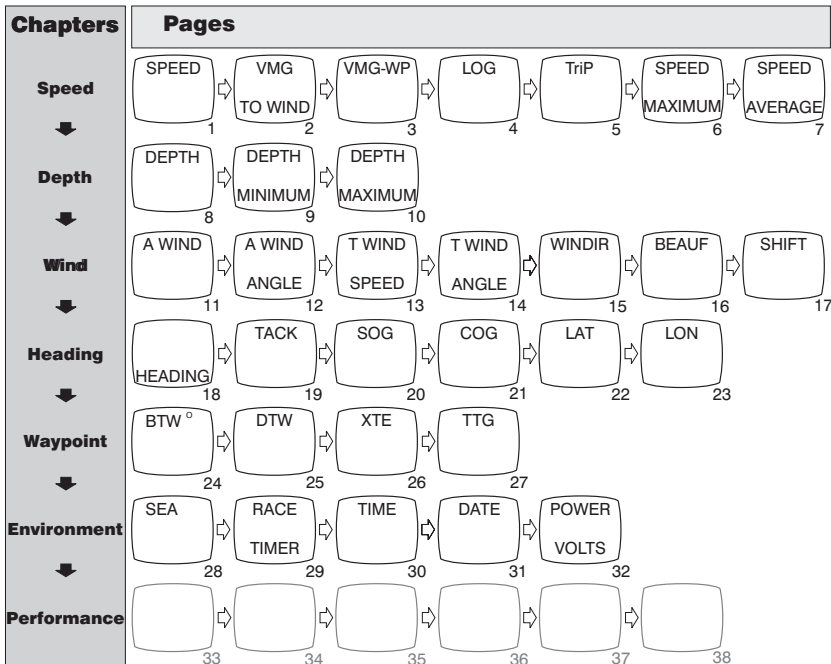 Chapters Pages
Speed
SPEED VMG VMG-WP LOG TriP SPEED SPEED
TO WIND MAXIMUM AVERAGE
1 2 3 4 5 6 7
Depth
DEPTH DEPTH DEPTH
MINIMUM MAXIMUM
8 9 10
Wind
A WIND A WIND T WIND T WIND WINDIR BEAUF SHIFT
ANGLE SPEED ANGLE
11 12 13 14 15 16 17
Heading
TACK SOG COG LAT LON
HEADING
18 19 20 21 22 23
Waypoint
BTW ° DTW XTE TTG
24 25 26 27
Environment
SEA RACE TIME DATE POWER
TIMER VOLTS
28 29 30 31 32
Performance
33 34 35 36 37 38